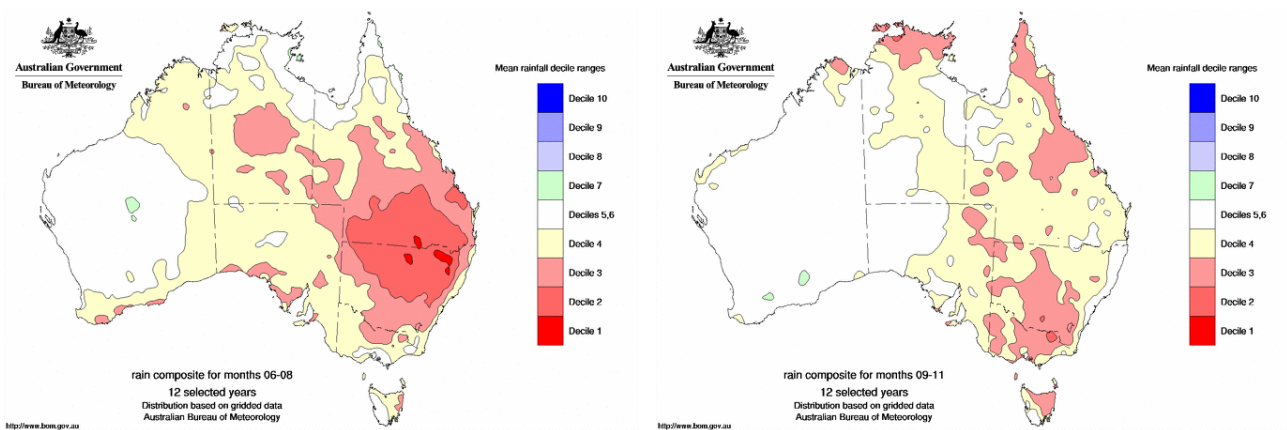 Australian Government
Bureau of Meteorology
Mean rainfall decile ranges
Decile 10
Decile 9
Decile 8
Decile 7
Deciles 5,6
Decile 4
Decile 3
Decile 2
Decile 1
rain composite for months 06-08
12 selected years
Distribution based on gridded data
Australian Bureau of Meteorology
http://www.bom.gov.au
Australian Government
Bureau of Meteorology
Mean rainfall decile ranges
Decile 10
Decile 9
Decile 8
Decile 7
Deciles 5,6
Decile 4
Decile 3
Decile 2
Decile 1
rain composite for months 09-11
12 selected years
Distribution based on gridded data
Australian Bureau of Meteorology
http://www.bom.gov.au